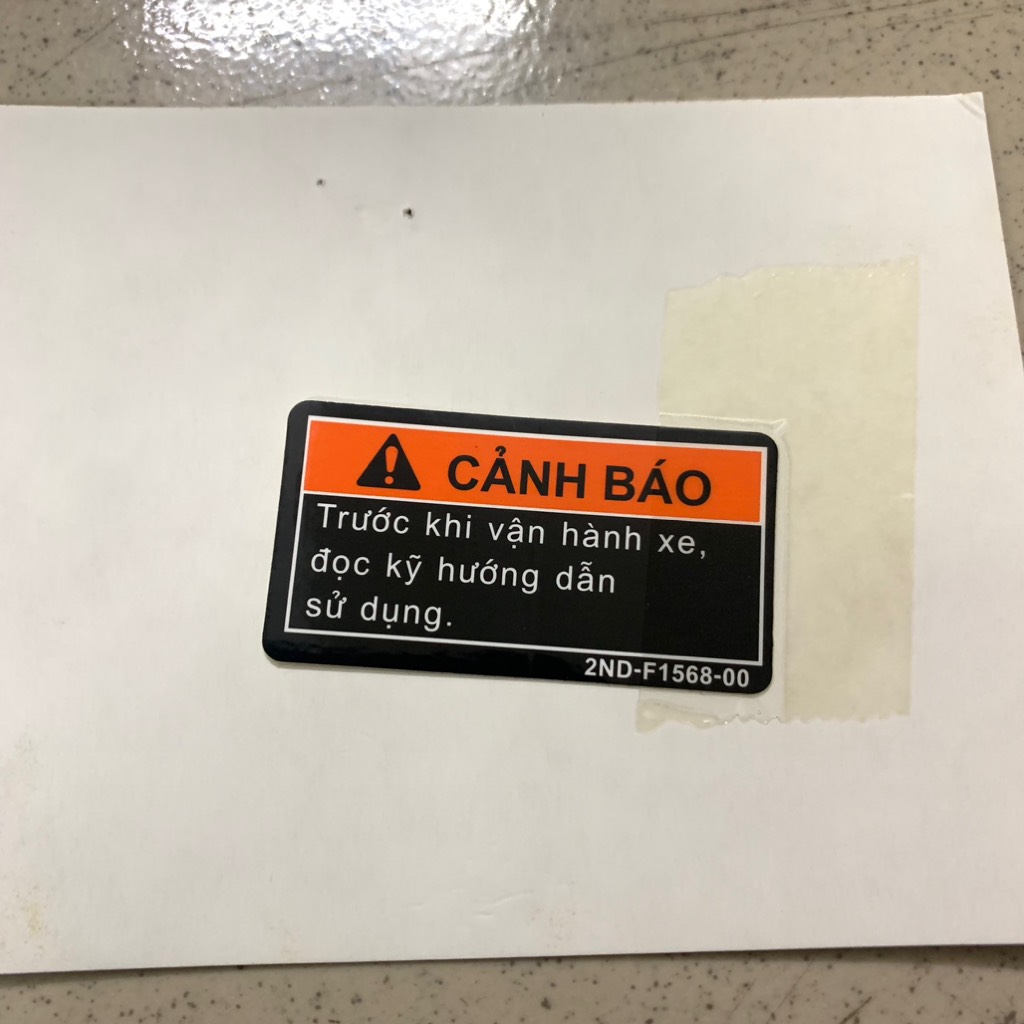 CẢNH BÁO
Trước khi vận hành xe,
đọc kỹ hướng dẫn
sử dụng.
2ND-F1568-00